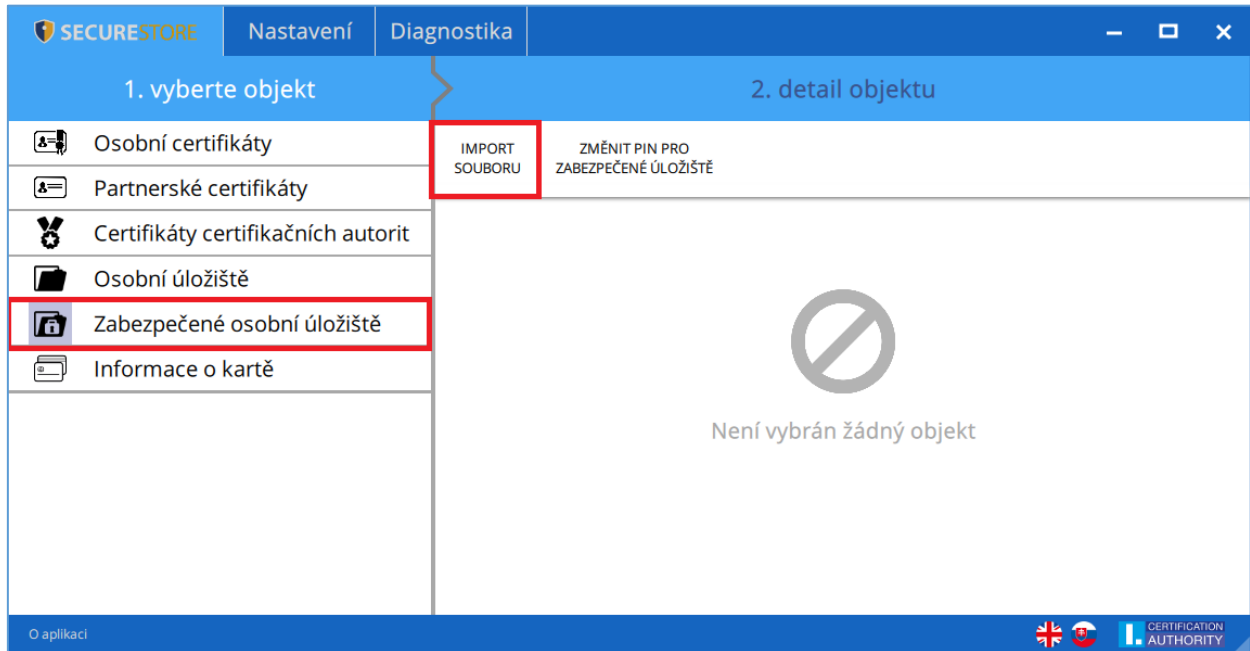 SECURESTORE
Nastavení
Diagnostika
1. vyberte objekt
2. detail objektu
Osobní certifikáty
Partnerské certifikáty
Certifikáty certifikačních autorit
Osobní úložiště
Zabezpečené osobní úložiště
Informace o kartě
IMPORT
SOUBORU
ZMĚNIT PIN PRO
ZABEZPEČENÉ ÚLOŽIŠTĚ
Není vybrán žádný objekt
O aplikaci
I.
CERTIFICATION
AUTHORITY